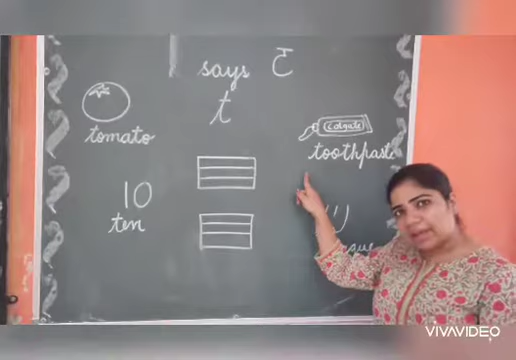 says ट
t
tomato
Colgate
toothpaste
10
ten
VIVAVIDEO